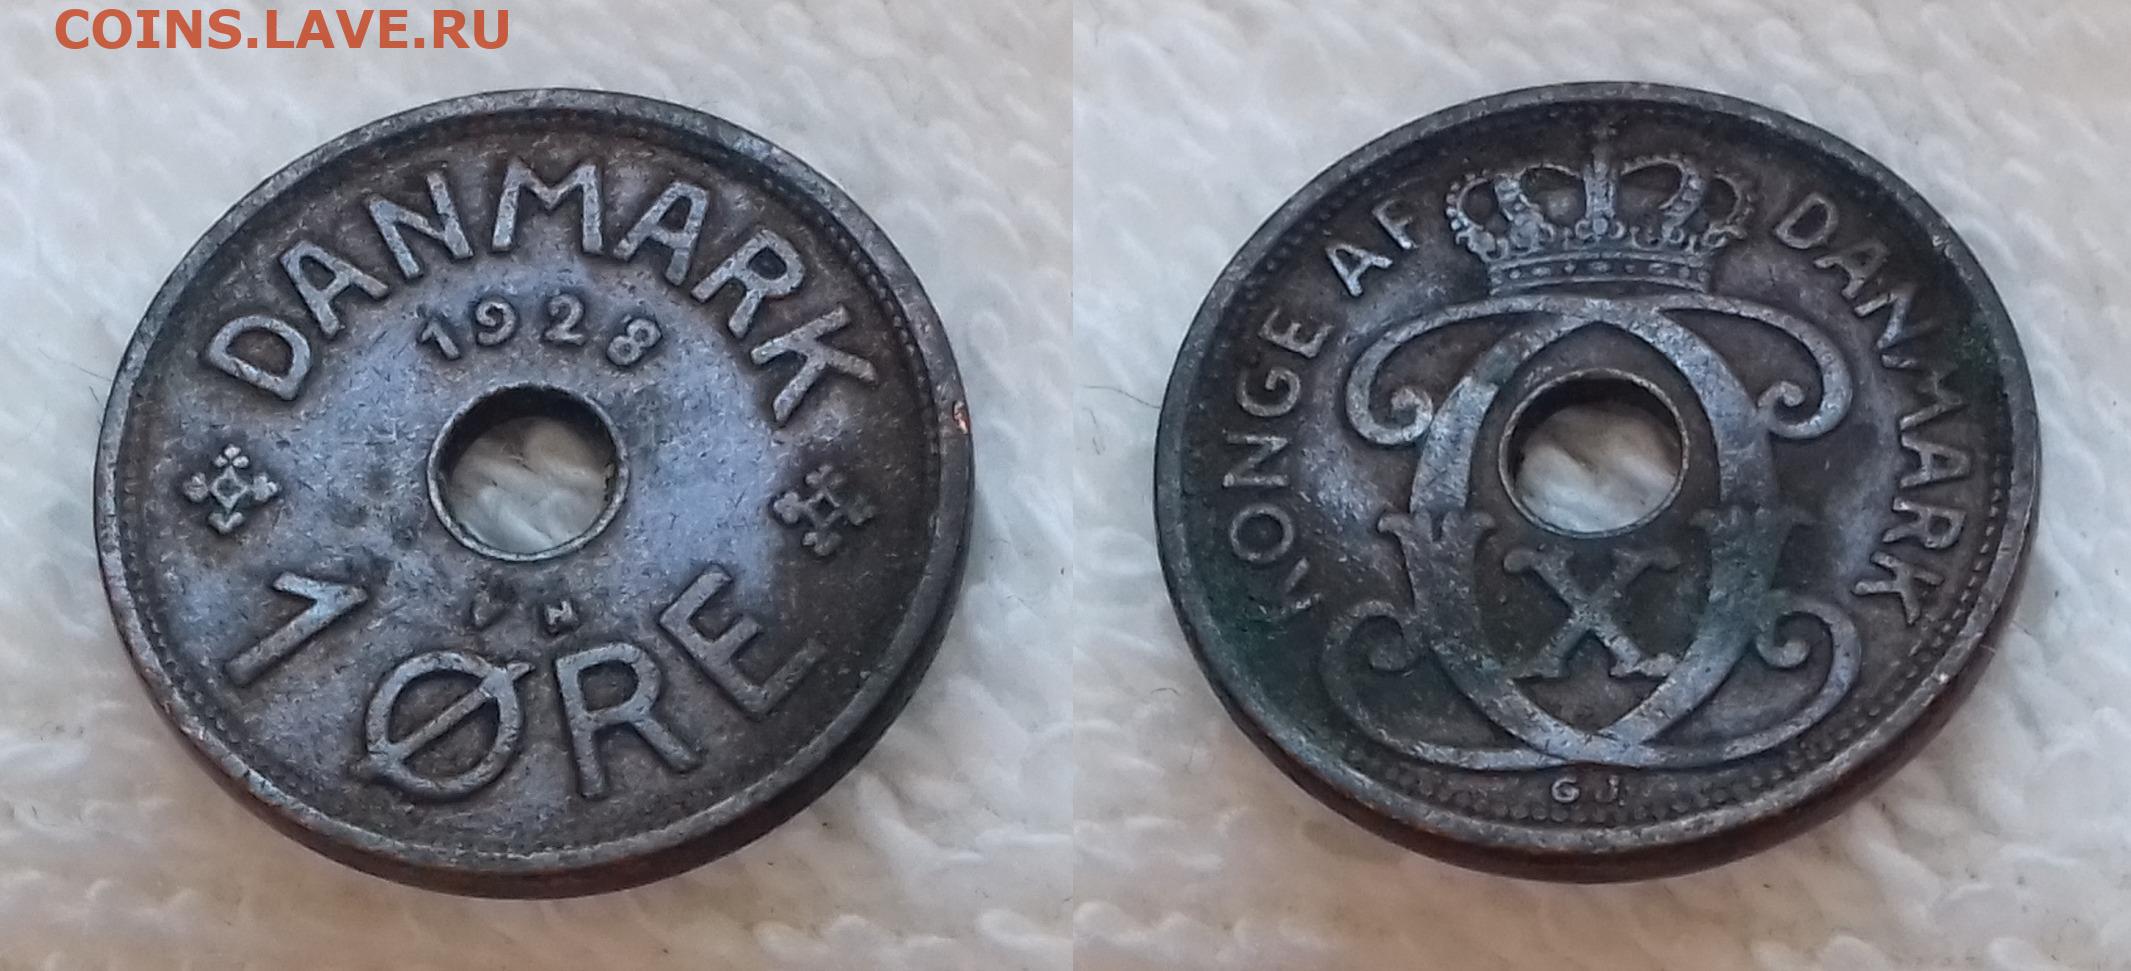 COINS.LAVE.RU
DANMARK
1928
N
1 ØRE
KONGE AF DANMARK
X
GJ